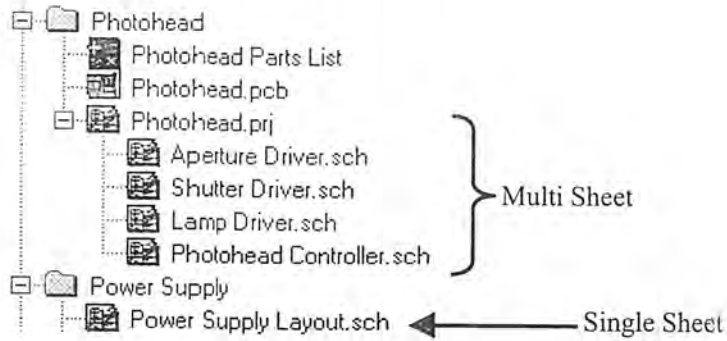 Photohead
Photohead Parts List
Photohead.pcb
Photohead.prj
Aperture Driver.sch
Shutter Driver.sch
Lamp Driver.sch
Multi Sheet
Photohead Controller.sch
Power Supply
Power Supply Layout.sch
Single Sheet